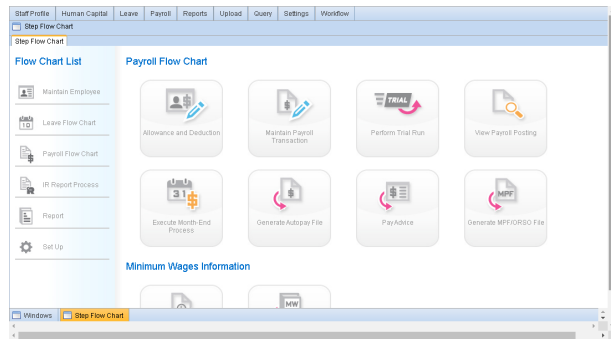 Staff Profile Human Capital Leave Payroll Reports Upload Query Settings Workflow
Step Flow Chart
Step Flow Chart
Flow Chart List
Maintain Employee
Leave Flow Chart
Payroll Flow Chart
IR Report Process
Report
Set Up
Payroll Flow Chart
Allowance and Deduction
Maintain Payroll
Transaction
TRIAL
Perform Trial Run
View Payroll Posting
31
Execute Month-End
Process
Generate Autopay File
Pay Advice
MPF
Generate MPF/ORSO File
Minimum Wages Information
MW
Windows Step Flow Chart